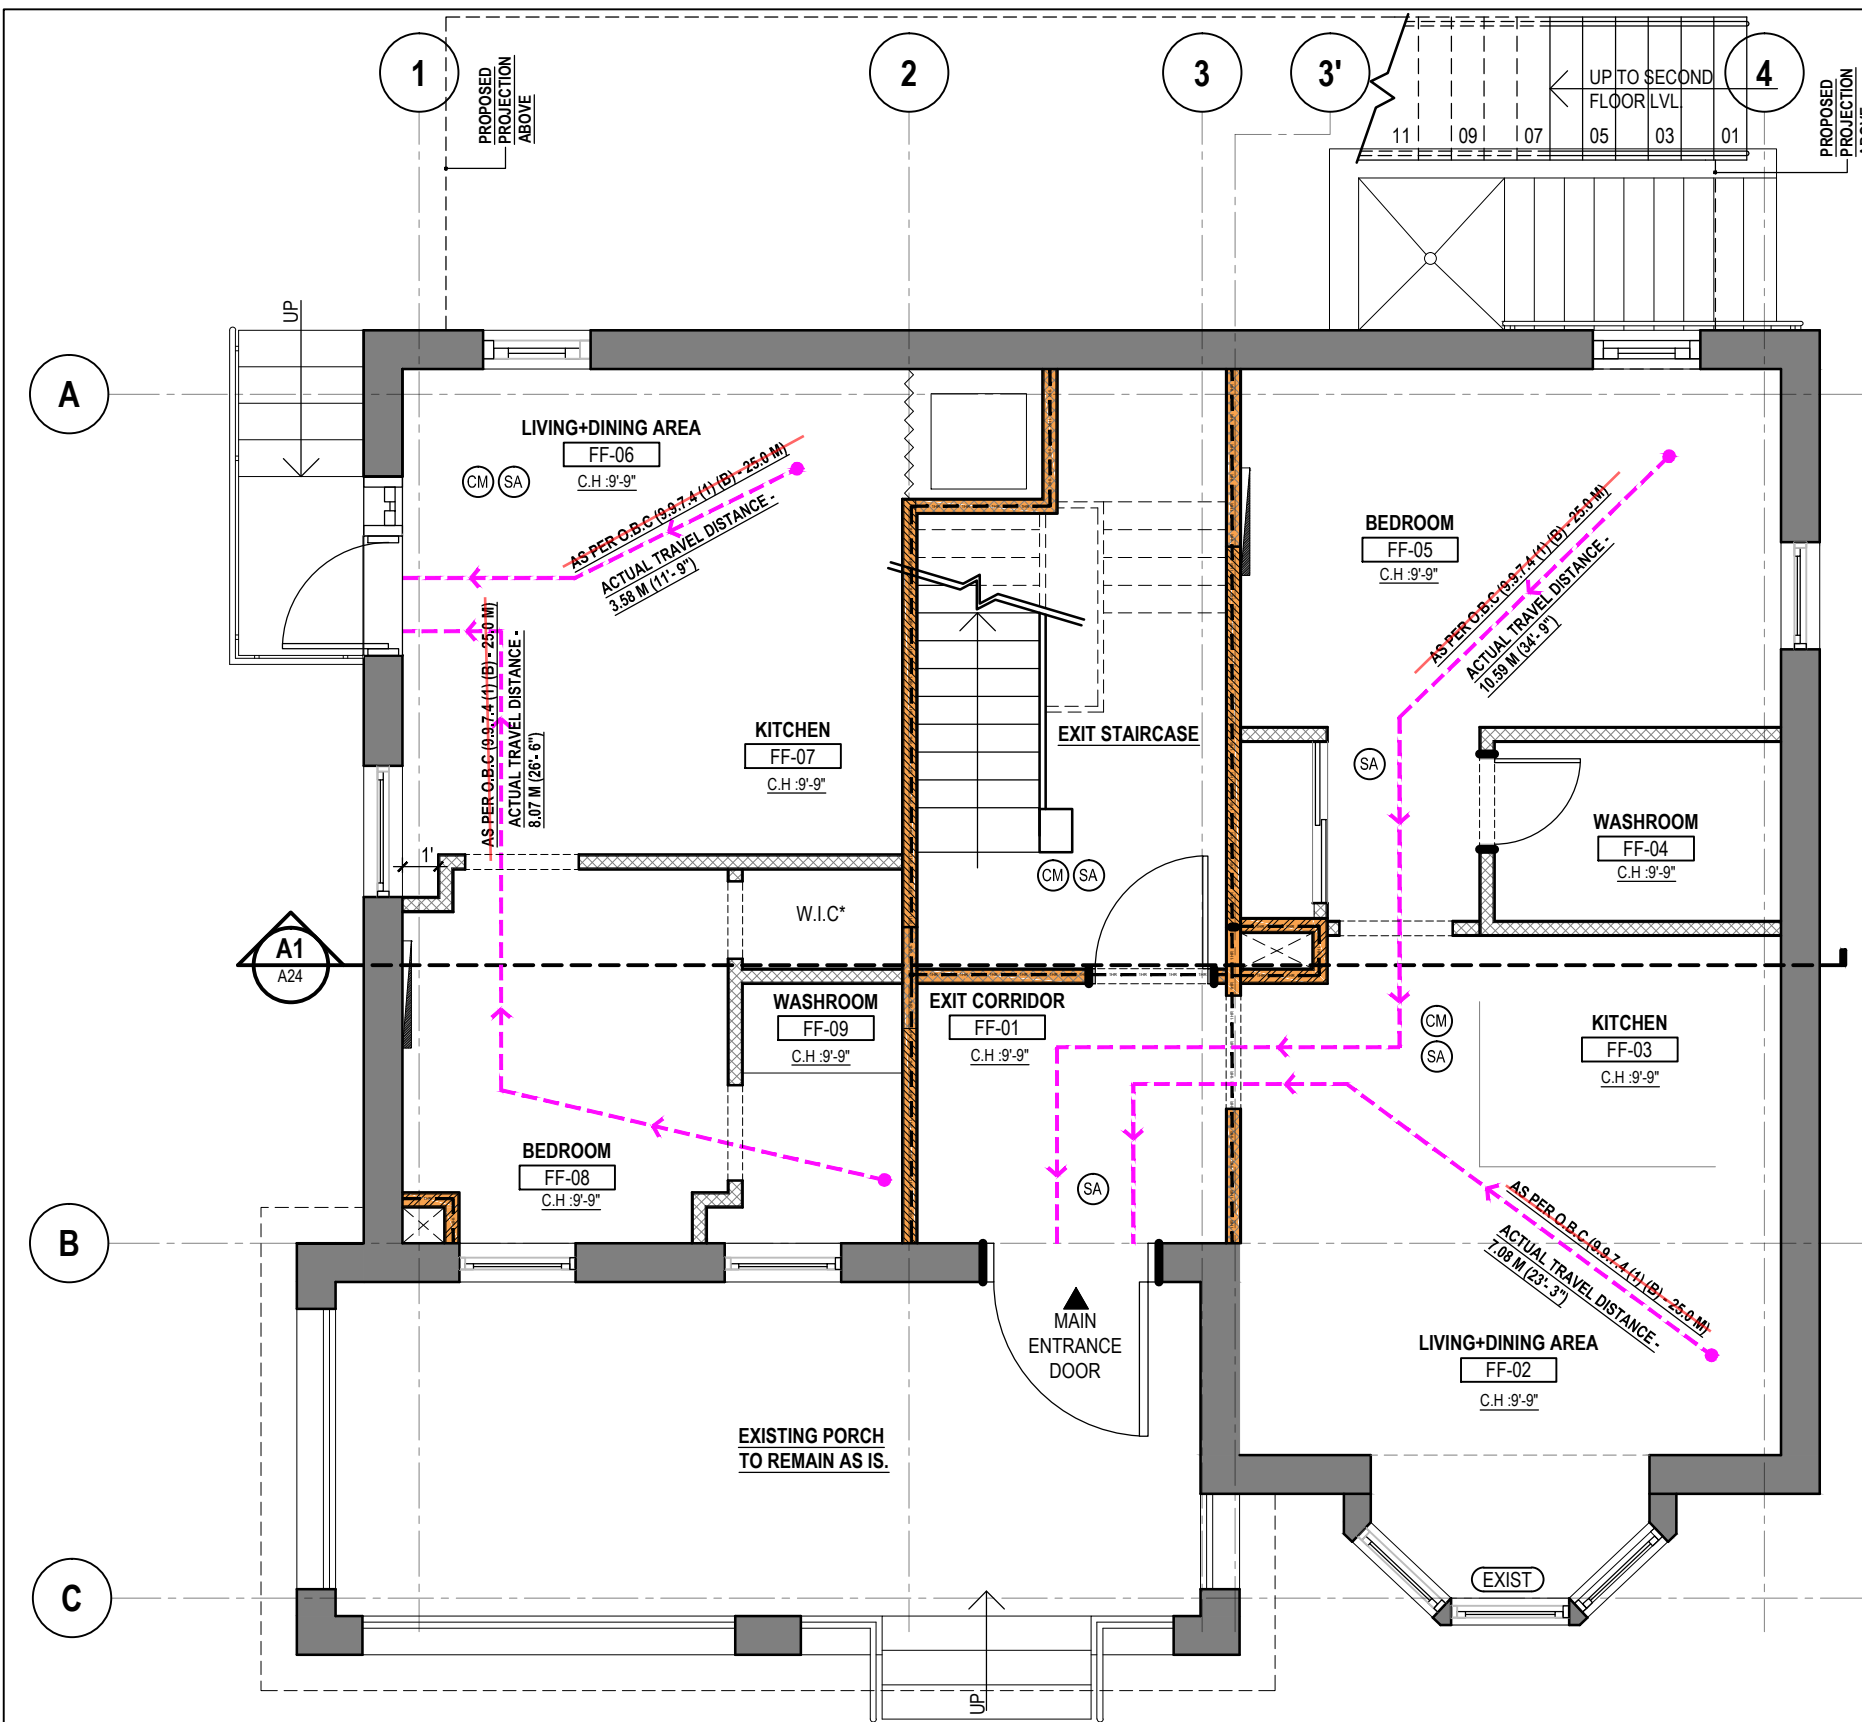 1
2
3
3'
4
PROPOSED
PROJECTION
ABOVE
UP TO SECOND
FLOOR LVL.
11
09
07
05
03
01
PROPOSED
PROJECTION
ABOVE
UP
A
LIVING+DINING AREA
FF-06
C.H :9'-9"
CM
SA
AS PER O.B.C (9.9.7.4 (1) (B) - 25.0 M)
ACTUAL TRAVEL DISTANCE -
3.58 M (11'- 9")
BEDROOM
FF-05
C.H :9'-9"
AS PER O.B.C (9.9.7.4 (1) (B) - 25.0 M)
ACTUAL TRAVEL DISTANCE -
10.59 M (34'- 9")
AS PER O.B.C (9.9.7.4 (1) (B) - 25.0 M)
ACTUAL TRAVEL DISTANCE -
8.07 M (26'- 6")
KITCHEN
FF-07
C.H :9'-9"
EXIT STAIRCASE
SA
WASHROOM
FF-04
C.H :9'-9"
1'
CM
SA
W.I.C*
A1
A24
WASHROOM
FF-09
C.H :9'-9"
EXIT CORRIDOR
FF-01
C.H :9'-9"
CM
SA
KITCHEN
FF-03
C.H :9'-9"
BEDROOM
FF-08
C.H :9'-9"
SA
B
AS PER O.B.C (9.9.7.4 (1) (B) - 25.0 M)
ACTUAL TRAVEL DISTANCE -
7.08 M (23'- 3")
MAIN
ENTRANCE
DOOR
LIVING+DINING AREA
FF-02
C.H :9'-9"
EXISTING PORCH
TO REMAIN AS IS.
EXIST
C
UP